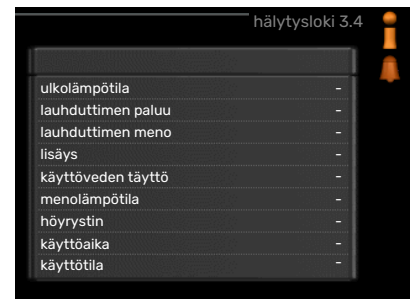 hälytysloki 3.4
ulkolämpötila -
lauhduttimen paluu -
lauhduttimen meno -
lisäys -
käyttöveden täyttö -
menolämpötila -
höyrystin -
käyttöaika -
käyttötila -